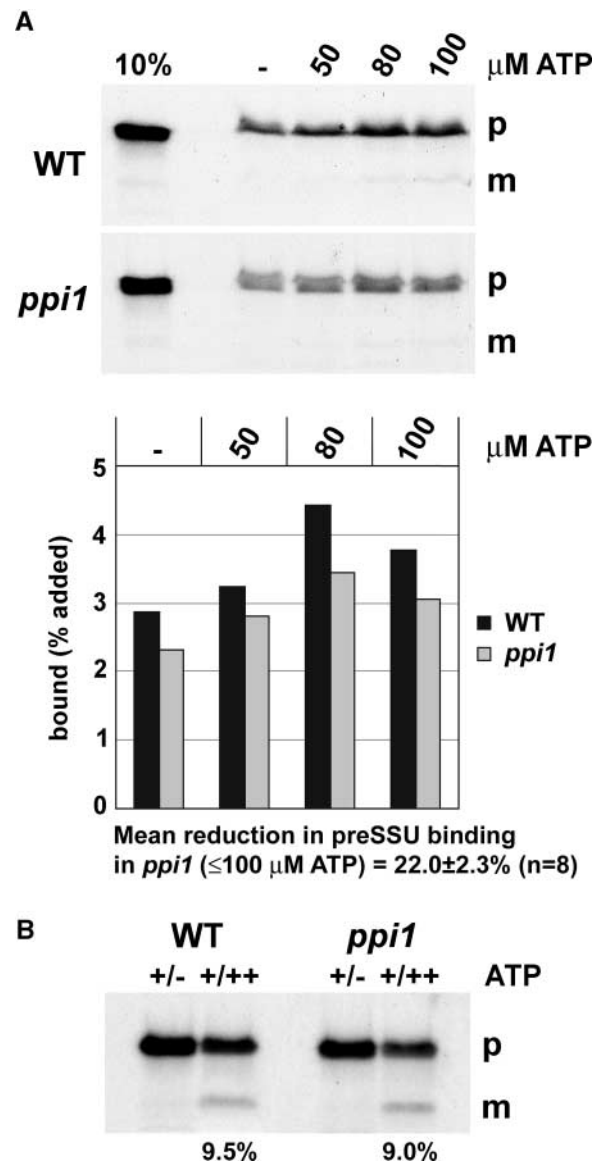 A
10% - 50 80 100 μM ATP
WT p
m
ppi1 p
m
- 50 80 100 μM ATP
5
4
3
2
1
0
bound (% added)
WT
ppi1
Mean reduction in preSSU binding
in ppi1 (≤100 μM ATP) = 22.0±2.3% (n=8)
B
WT ppi1
+/- +/++ +/- +/++ ATP
p
m
9.5% 9.0%